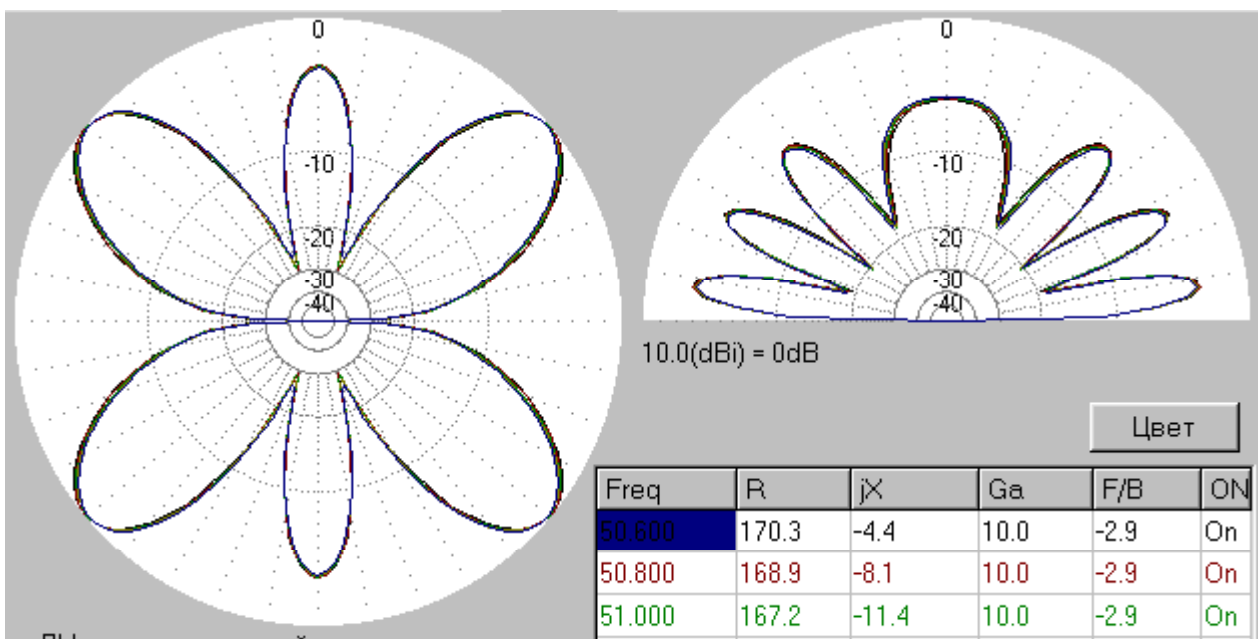 0
-10
-20
-30
-40
0
-10
-20
-30
-40
10.0(dBi) = 0dB
Цвет
Freq R jX Ga F/B ON
50.600 170.3 -4.4 10.0 -2.9 On
50.800 168.9 -8.1 10.0 -2.9 On
51.000 167.2 -11.4 10.0 -2.9 On